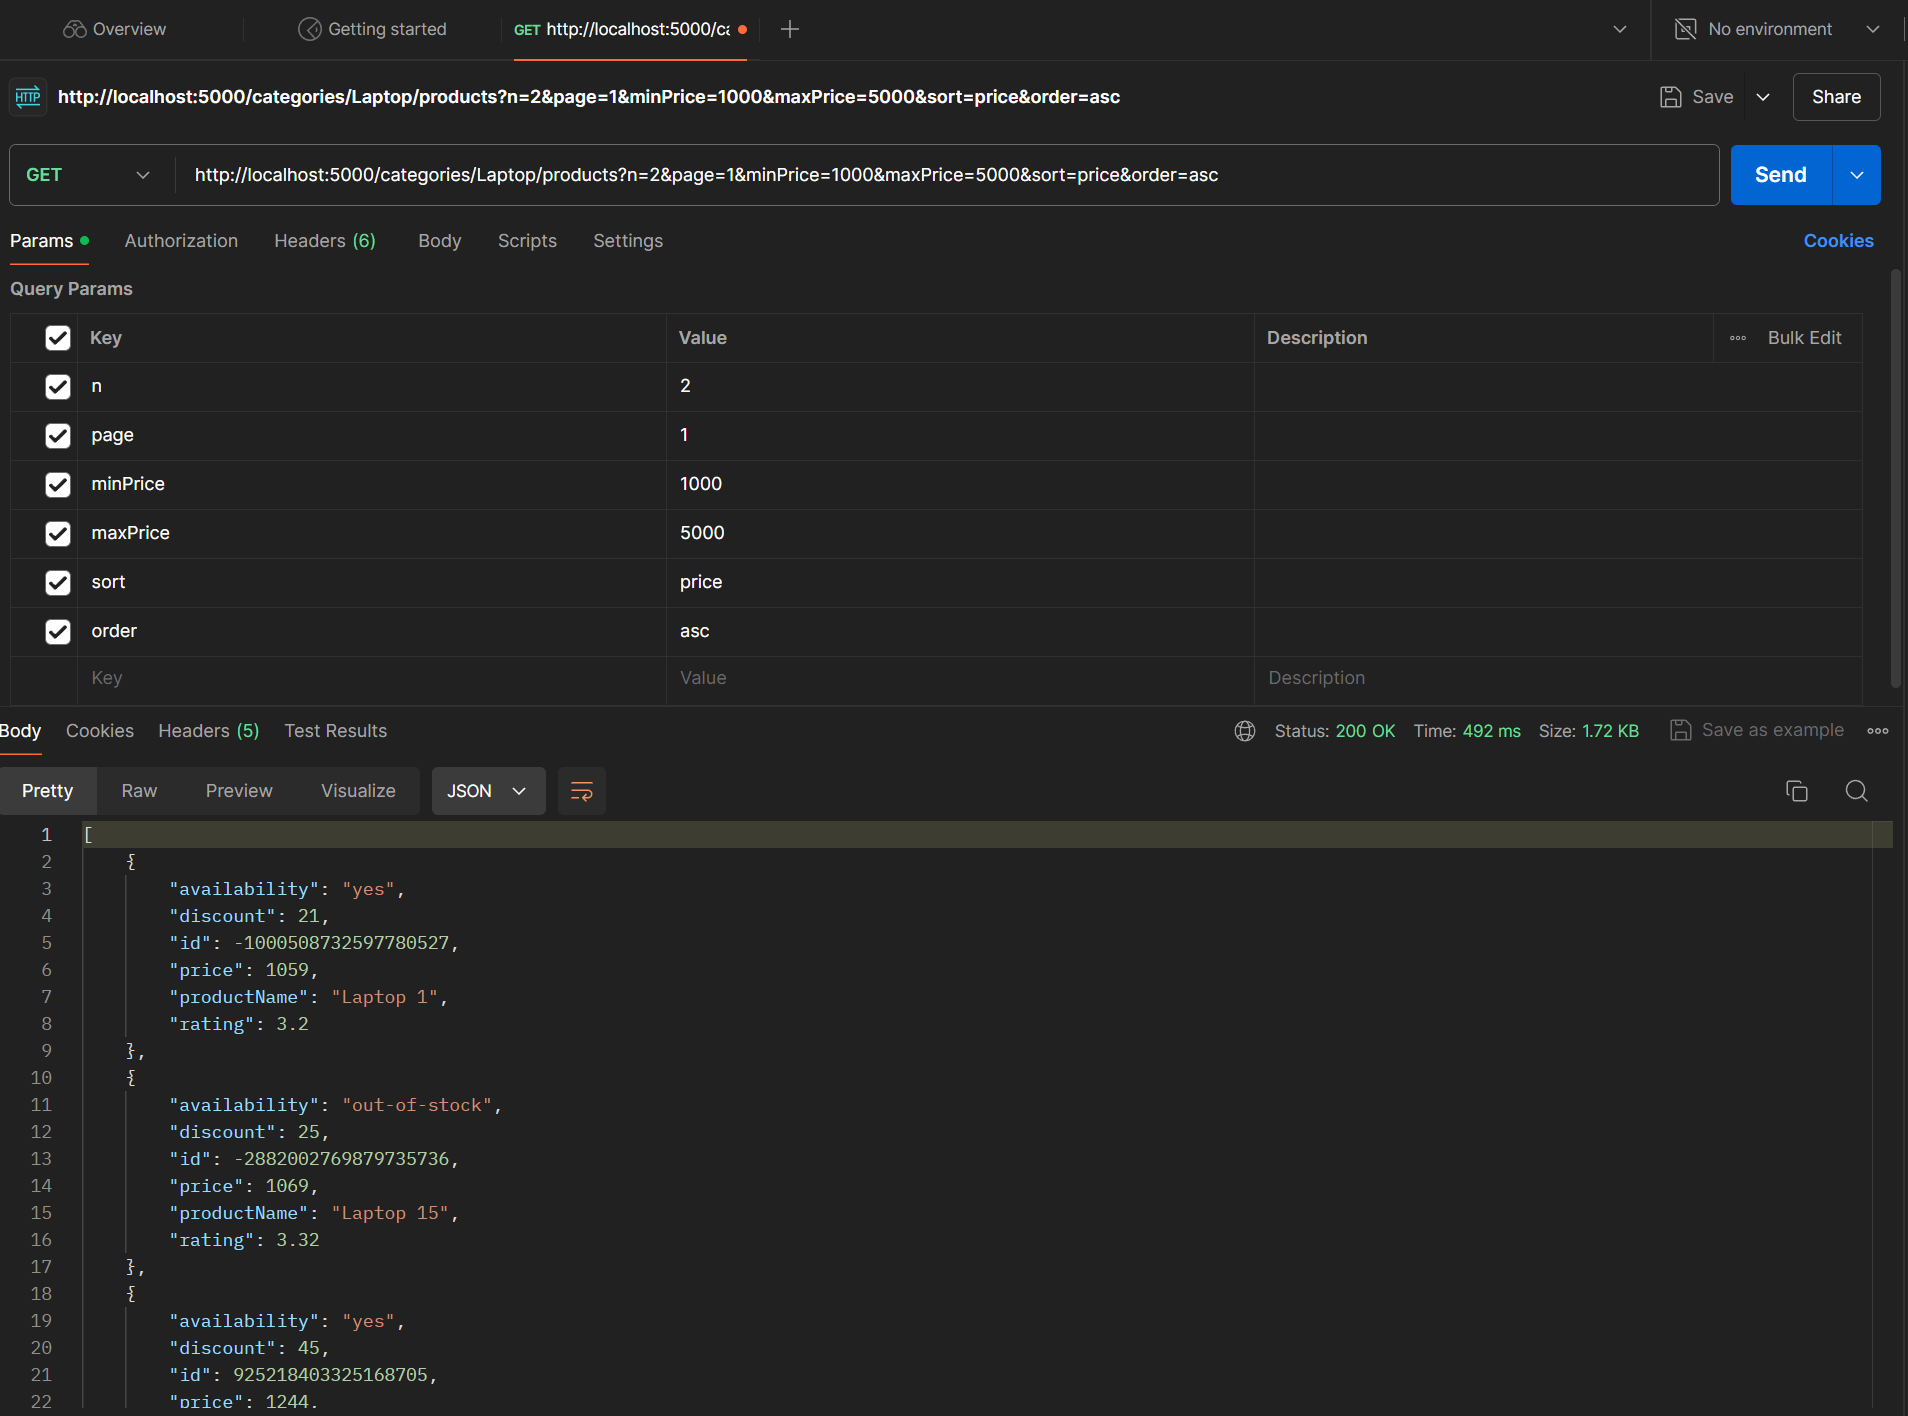 Overview
Getting started
GET http://localhost:5000/ca
No environment
HTTP http://localhost:5000/categories/Laptop/products?n=2&page=1&minPrice=1000&maxPrice=5000&sort=price&order=asc
Save
Share
GET
http://localhost:5000/categories/Laptop/products?n=2&page=1&minPrice=1000&maxPrice=5000&sort=price&order=asc
Send
Params Authorization Headers (6) Body Scripts Settings Cookies
Query Params
Key Value Description Bulk Edit
n 2
page 1
minPrice 1000
maxPrice 5000
sort price
order asc
Key Value Description
Body Cookies Headers (5) Test Results Status: 200 OK Time: 492 ms Size: 1.72 KB Save as example
Pretty Raw Preview Visualize JSON
1 [
2 {
3 "availability": "yes",
4 "discount": 21,
5 "id": -1000508732597780527,
6 "price": 1059,
7 "productName": "Laptop 1",
8 "rating": 3.2
9 },
10 {
11 "availability": "out-of-stock",
12 "discount": 25,
13 "id": -2882002769879735736,
14 "price": 1069,
15 "productName": "Laptop 15",
16 "rating": 3.32
17 },
18 {
19 "availability": "yes",
20 "discount": 45,
21 "id": 925218403325168705,
22 "price": 1244,